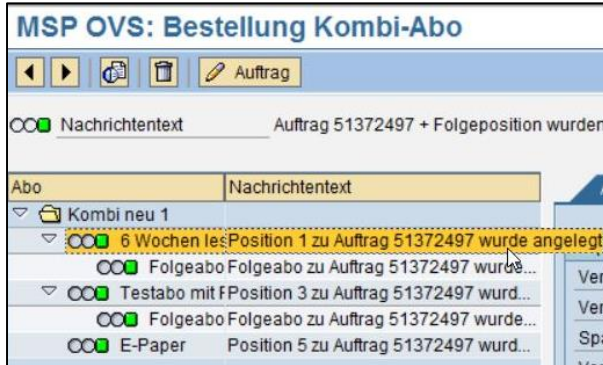 MSP OVS: Bestellung Kombi-Abo
Auftrag
Nachrichtentext Auftrag 51372497 + Folgeposition wurden
Abo Nachrichtentext
Kombi neu 1
6 Wochen les Position 1 zu Auftrag 51372497 wurde angelegt
Folgeabo Folgeabo zu Auftrag 51372497 wurde...
Ver
Testabo mit F Position 3 zu Auftrag 51372497 wurd...
Ver
Folgeabo Folgeabo zu Auftrag 51372497 wurde...
E-Paper Position 5 zu Auftrag 51372497 wurd...
Spa